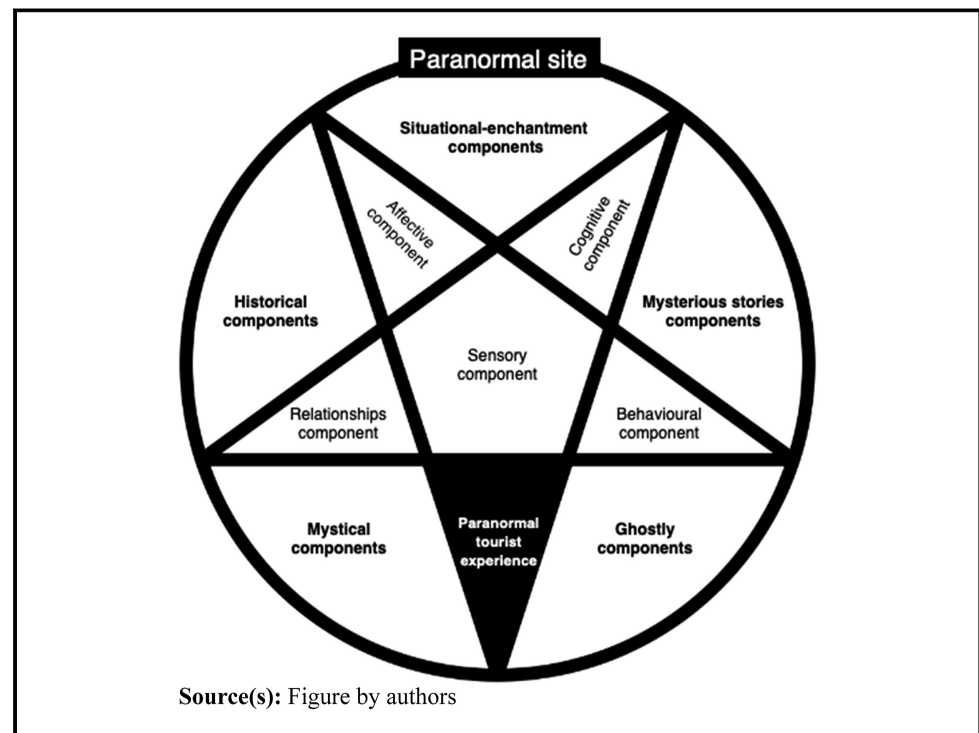 Paranormal site
Situational-enchantment
components
Affective
component
Cognitive
component
Historical
components
Mysterious stories
components
Sensory
component
Relationships
component
Behavioural
component
Mystical
components
Paranormal
tourist
experience
Ghostly
components
Source(s): Figure by authors